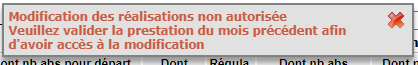 Modification des réalisations non autorisée
Veuillez valider la prestation du mois précédent afin
d'avoir accès à la modification
Dont nb abs pour départ Dont Régula Dont nb abs